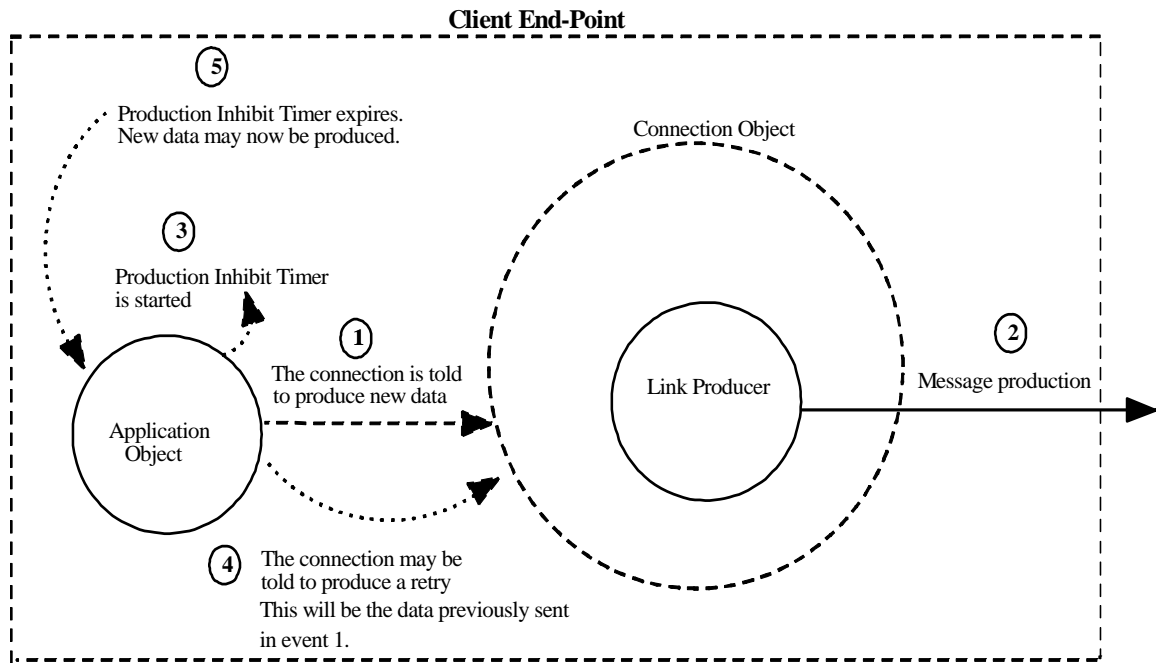 Client End-Point
5
Production Inhibit Timer expires.
New data may now be produced.
Connection Object
3
Production Inhibit Timer
is started
1
The connection is told
to produce new data
2
Message production
Link Producer
Application
Object
4
The connection may be
told to produce a retry
This will be the data previously sent
in event 1.